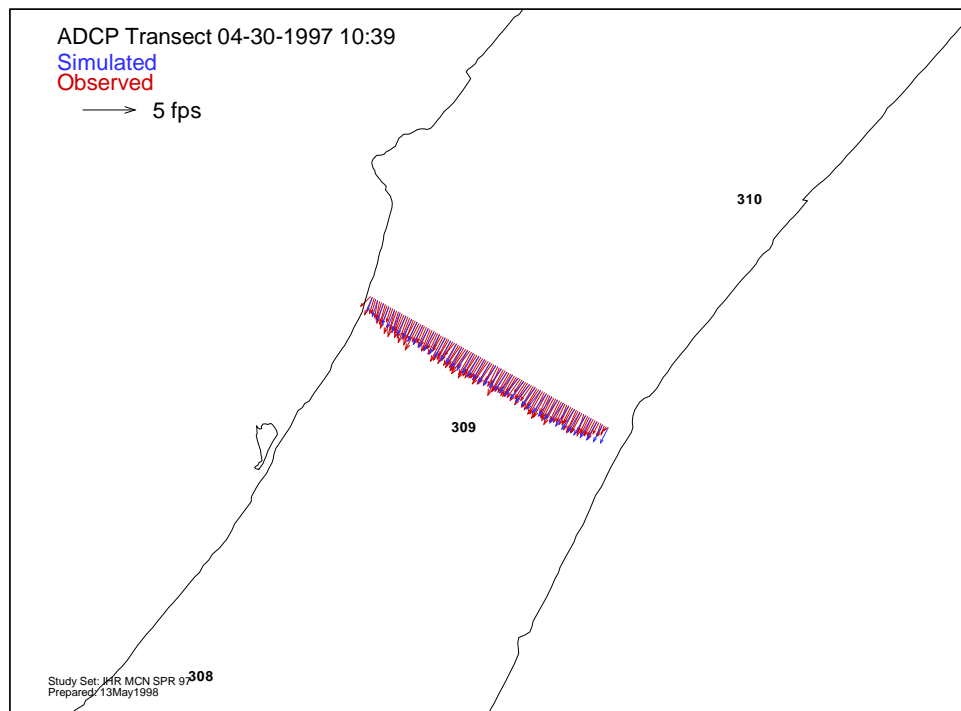 ADCP Transect 04-30-1997 10:39
Simulated
Observed
5 fps
310
309
308
Study Set: IHR MCN SPR 97
Prepared: 13May1998